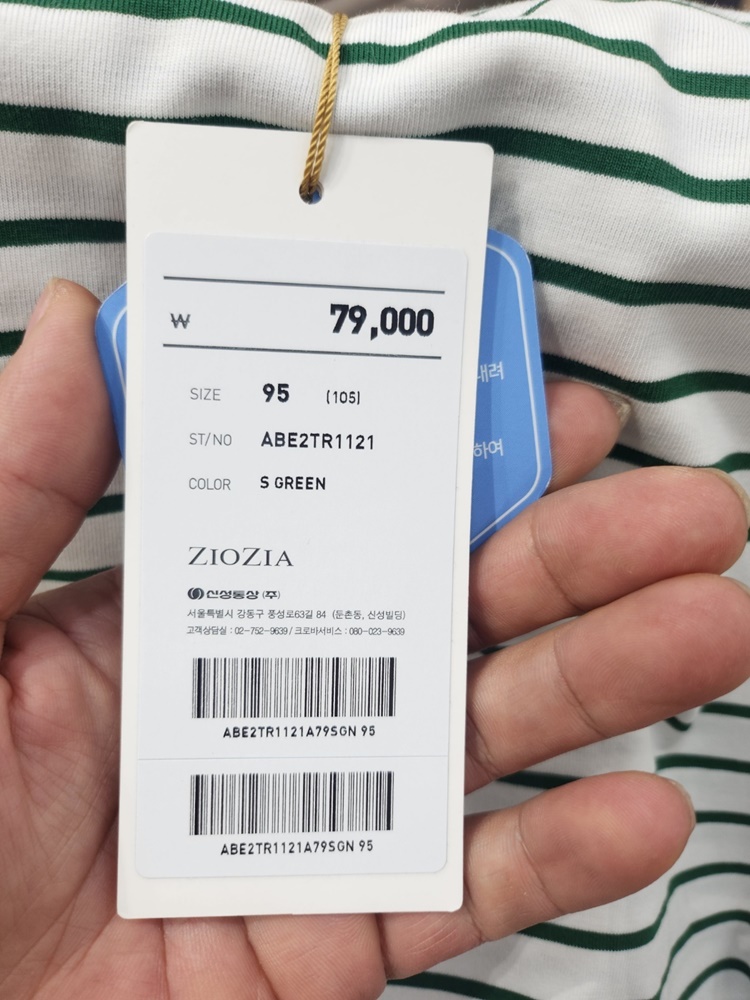 ₩ 79,000
SIZE 95 (105)
ST/NO ABE2TR1121
COLOR S GREEN
ZIOZIA
신성통상 (주)
서울특별시 강동구 풍성로63길 84 (둔촌동, 신성빌딩)
고객상담실 : 02-752-9639 / 크로바서비스 : 080-023-9639
ABE2TR1121A79SGN 95
ABE2TR1121A79SGN 95
내려
하여